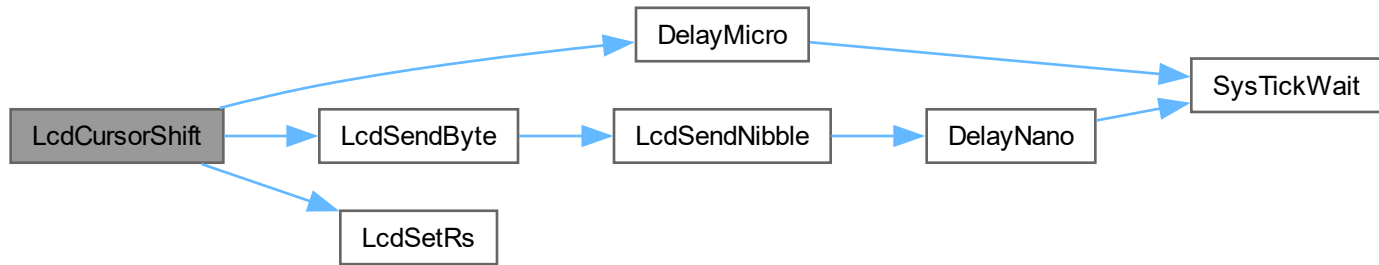 LcdCursorShift
DelayMicro
LcdSendByte
LcdSetRs
LcdSendNibble
DelayNano
SysTickWait